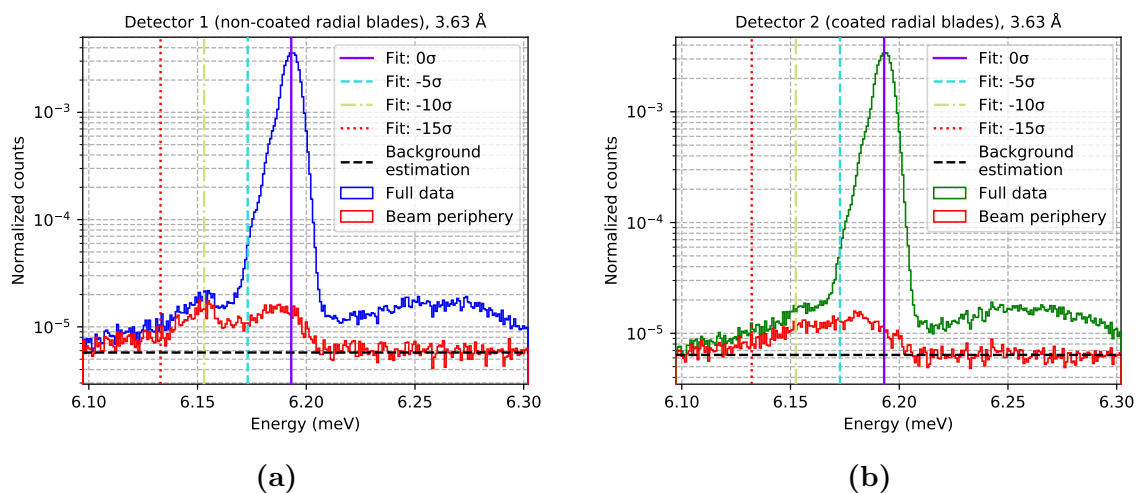 Detector 1 (non-coated radial blades), 3.63 Å
Normalized counts
10⁻³
10⁻⁴
10⁻⁵
Fit: 0σ
Fit: -5σ
Fit: -10σ
Fit: -15σ
Background
estimation
Full data
Beam periphery
6.10
6.15
6.20
6.25
6.30
Energy (meV)
(a)
Detector 2 (coated radial blades), 3.63 Å
Normalized counts
10⁻³
10⁻⁴
10⁻⁵
Fit: 0σ
Fit: -5σ
Fit: -10σ
Fit: -15σ
Background
estimation
Full data
Beam periphery
6.10
6.15
6.20
6.25
6.30
Energy (meV)
(b)